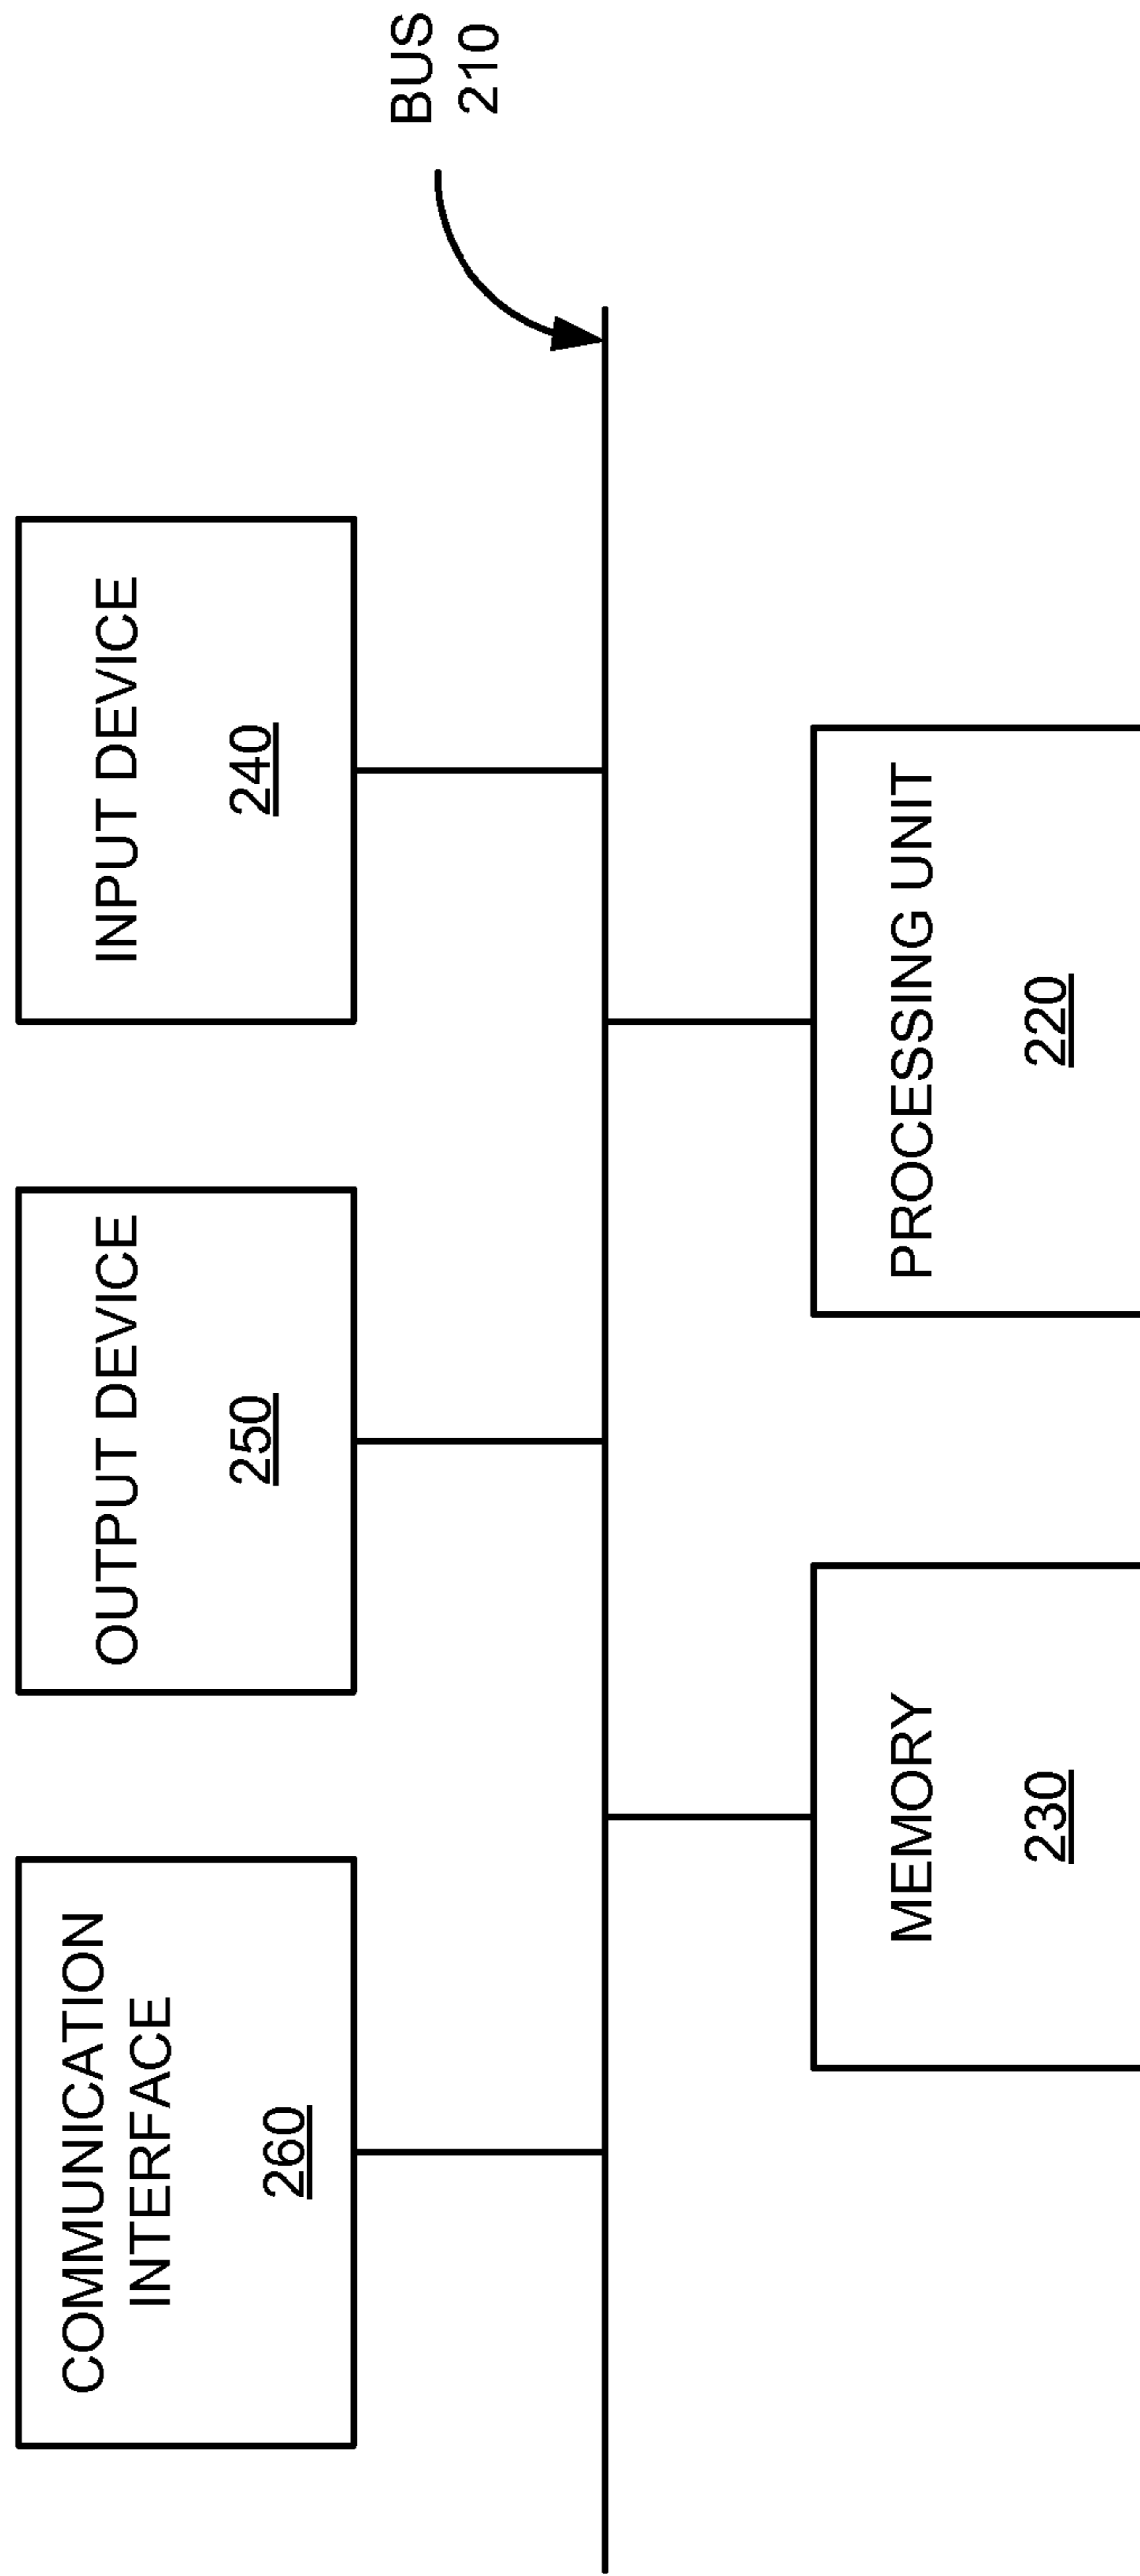 COMMUNICATION
INTERFACE
260
OUTPUT DEVICE
250
INPUT DEVICE
240
BUS
210
MEMORY
230
PROCESSING UNIT
220